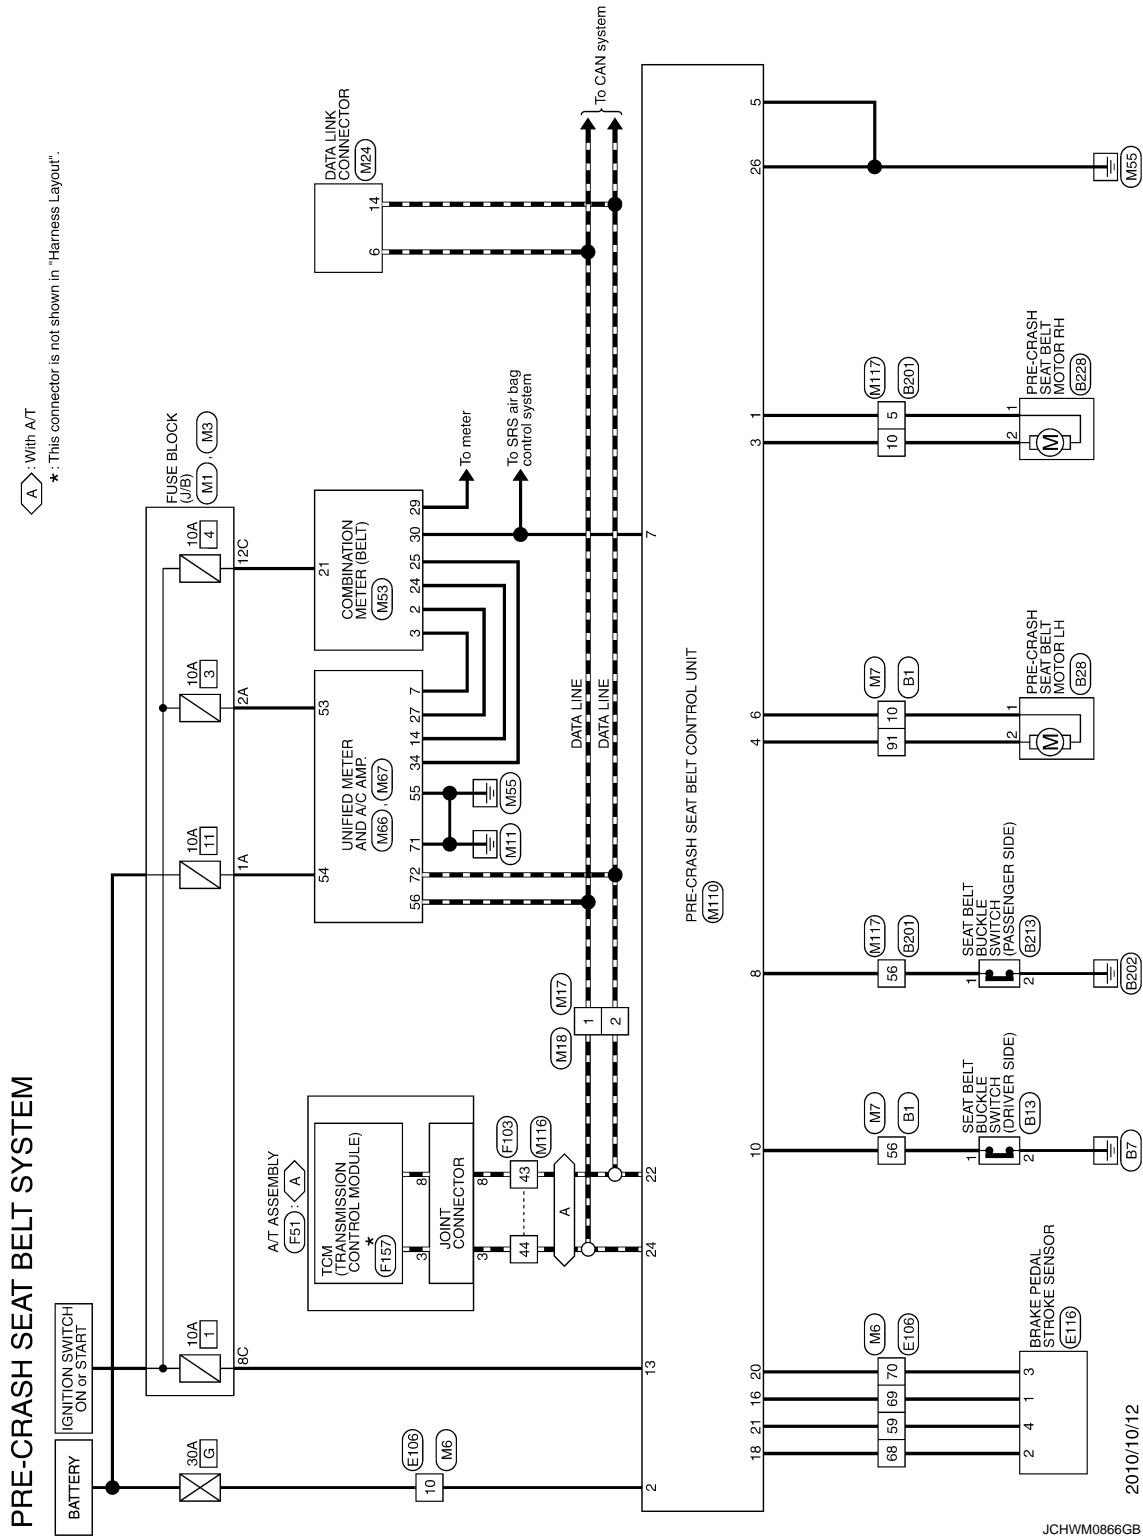 PRE-CRASH SEAT BELT SYSTEM
A : With A/T
* : This connector is not shown in "Harness Layout".
BATTERY
IGNITION SWITCH
ON or START
30A
G
10A
1
8C
10A
11
1A
10A
3
2A
10A
4
12C
FUSE BLOCK
(J/B)
M1 , M3
E106
10
M6
A/T ASSEMBLY
F51 : A
TCM
(TRANSMISSION
CONTROL MODULE)
*
F157
3
8
JOINT
CONNECTOR
3
8
44
43
F103
M116
A
54
53
UNIFIED METER
AND A/C AMP.
M66 , M67
56
72
71
55
34
14
27
7
M11
M55
21
COMBINATION
METER (BELT)
M53
3
2
24
25
30
29
To meter
To SRS air bag
control system
DATA LINK
CONNECTOR
M24
6
14
M18
M17
1
2
DATA LINE
DATA LINE
To CAN system
2
13
24
22
7
PRE-CRASH SEAT BELT CONTROL UNIT
M110
18
21
16
20
10
8
4
6
3
1
26
5
68
59
69
70
M6
E106
2
4
1
3
BRAKE PEDAL
STROKE SENSOR
E116
56
M7
B1
1
2
SEAT BELT
BUCKLE
SWITCH
(DRIVER SIDE)
B13
B7
56
M117
B201
1
2
SEAT BELT
BUCKLE
SWITCH
(PASSENGER SIDE)
B213
B202
91
10
M7
B1
2
1
M
PRE-CRASH
SEAT BELT
MOTOR LH
B28
10
5
M117
B201
2
1
M
PRE-CRASH
SEAT BELT
MOTOR RH
B228
M55
2010/10/12
JCHWM0866GB